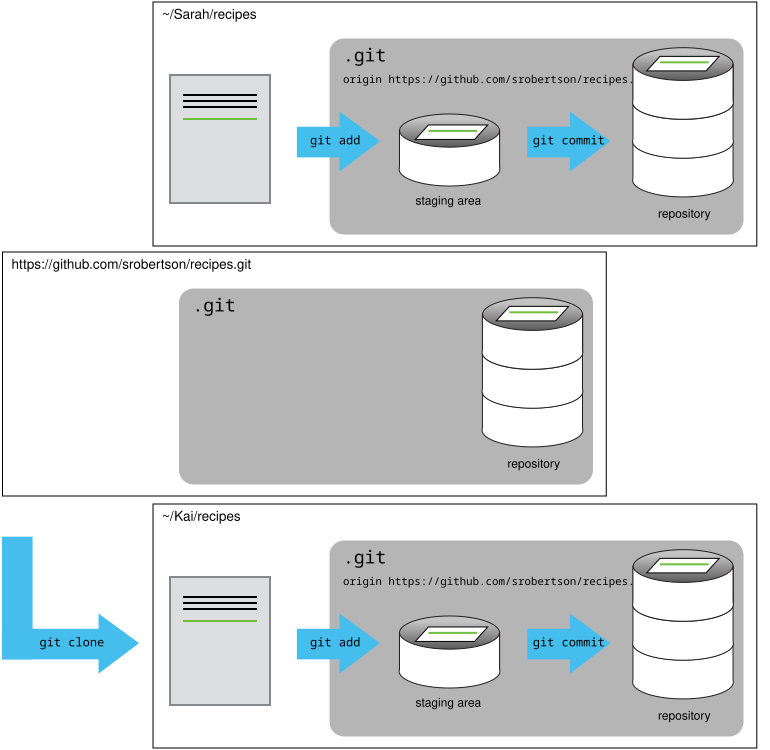 ~/Sarah/recipes
.git
origin https://github.com/srobertson/recipes.
git add
git commit
staging area
repository
https://github.com/srobertson/recipes.git
.git
repository
~/Kai/recipes
.git
origin https://github.com/srobertson/recipes.
git clone
git add
git commit
staging area
repository